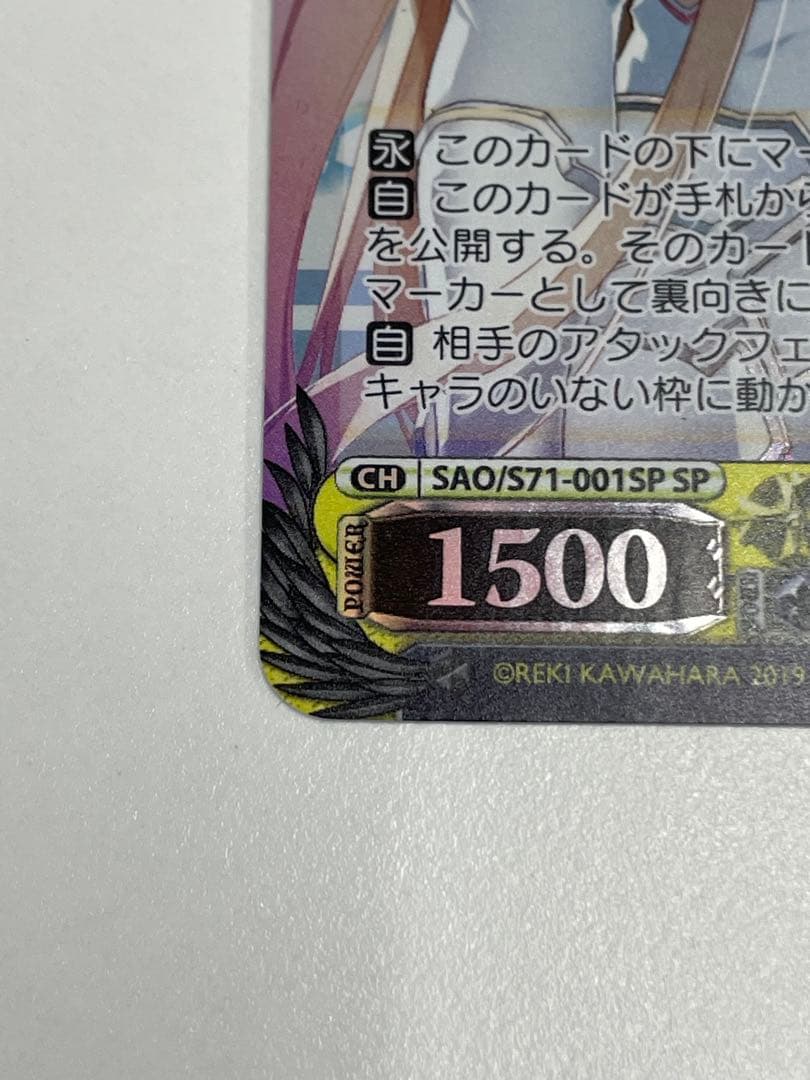 永 このカードの下にマー
自 このカードが手札から
を公開する。そのカード
マーカーとして裏向きに
自 相手のアタックフェ
キャラのいない枠に動か
CH SAO/S71-001SP SP
POWER 1500
©REKI KAWAHARA 2019